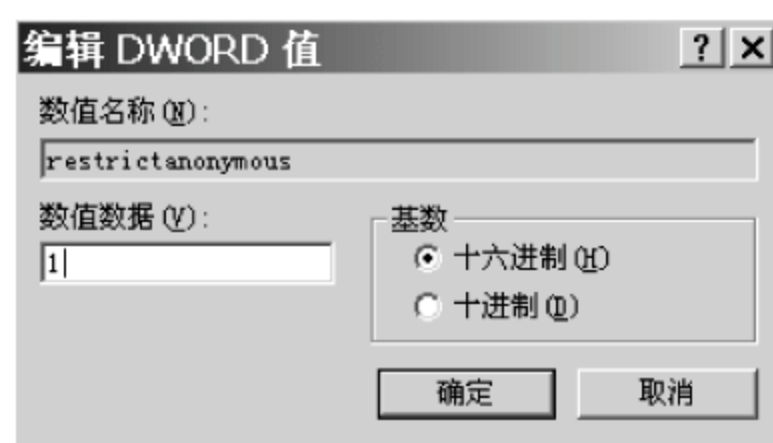 编辑 DWORD 值
数值名称(N):
restrictanonymous
数值数据(V):
1
基数
十六进制(H)
十进制(D)
确定
取消